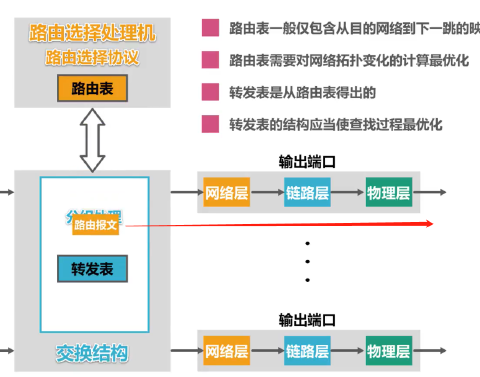 路由选择处理机
路由选择协议
路由表
路由表一般仅包含从目的网络到下一跳的映
路由表需要对网络拓扑变化的计算最优化
转发表是从路由表得出的
转发表的结构应当使查找过程最优化
输出端口
网络层
链路层
物理层
分组处理
路由报文
转发表
交换结构
输出端口
网络层
链路层
物理层